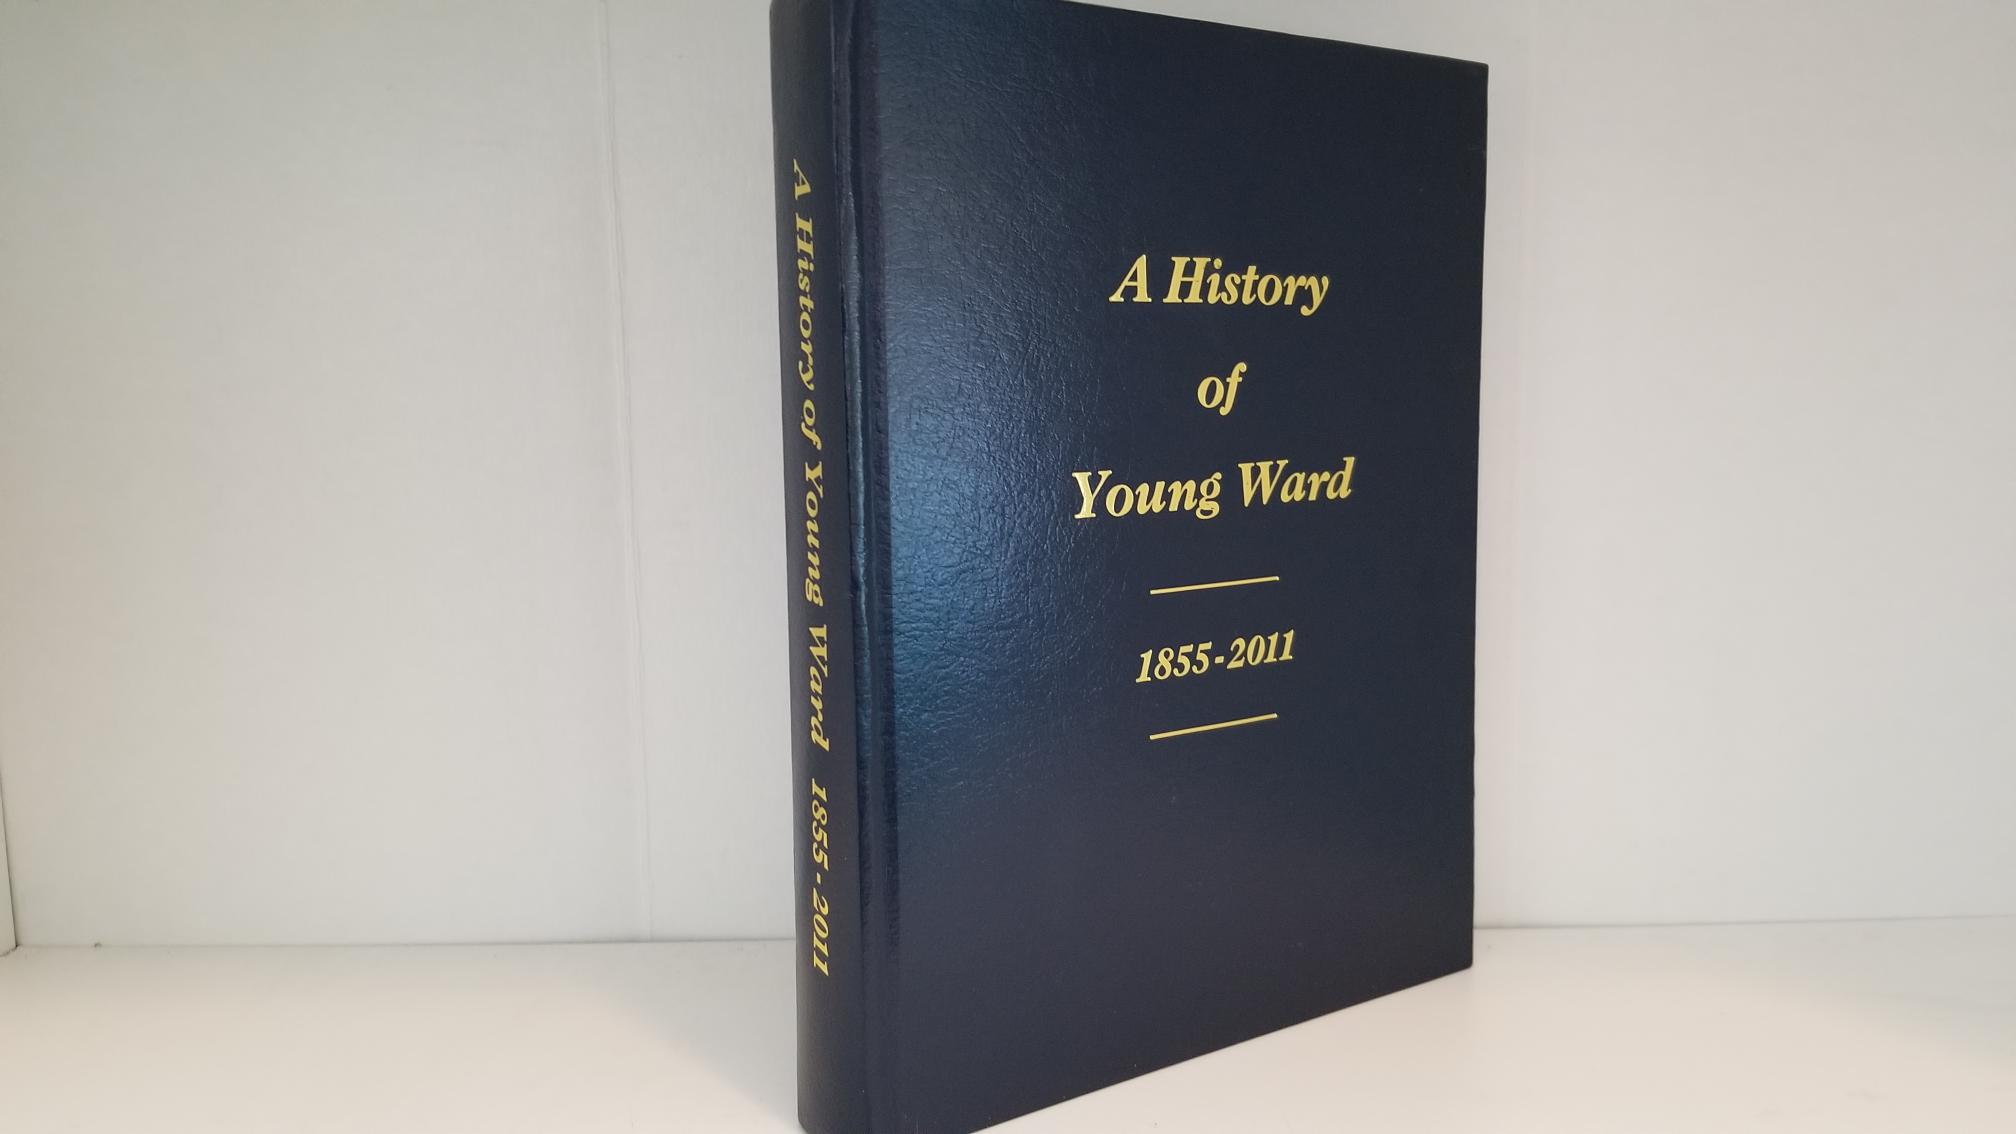 A History of Young Ward 1855-2011
A History
of
Young Ward
1855-2011